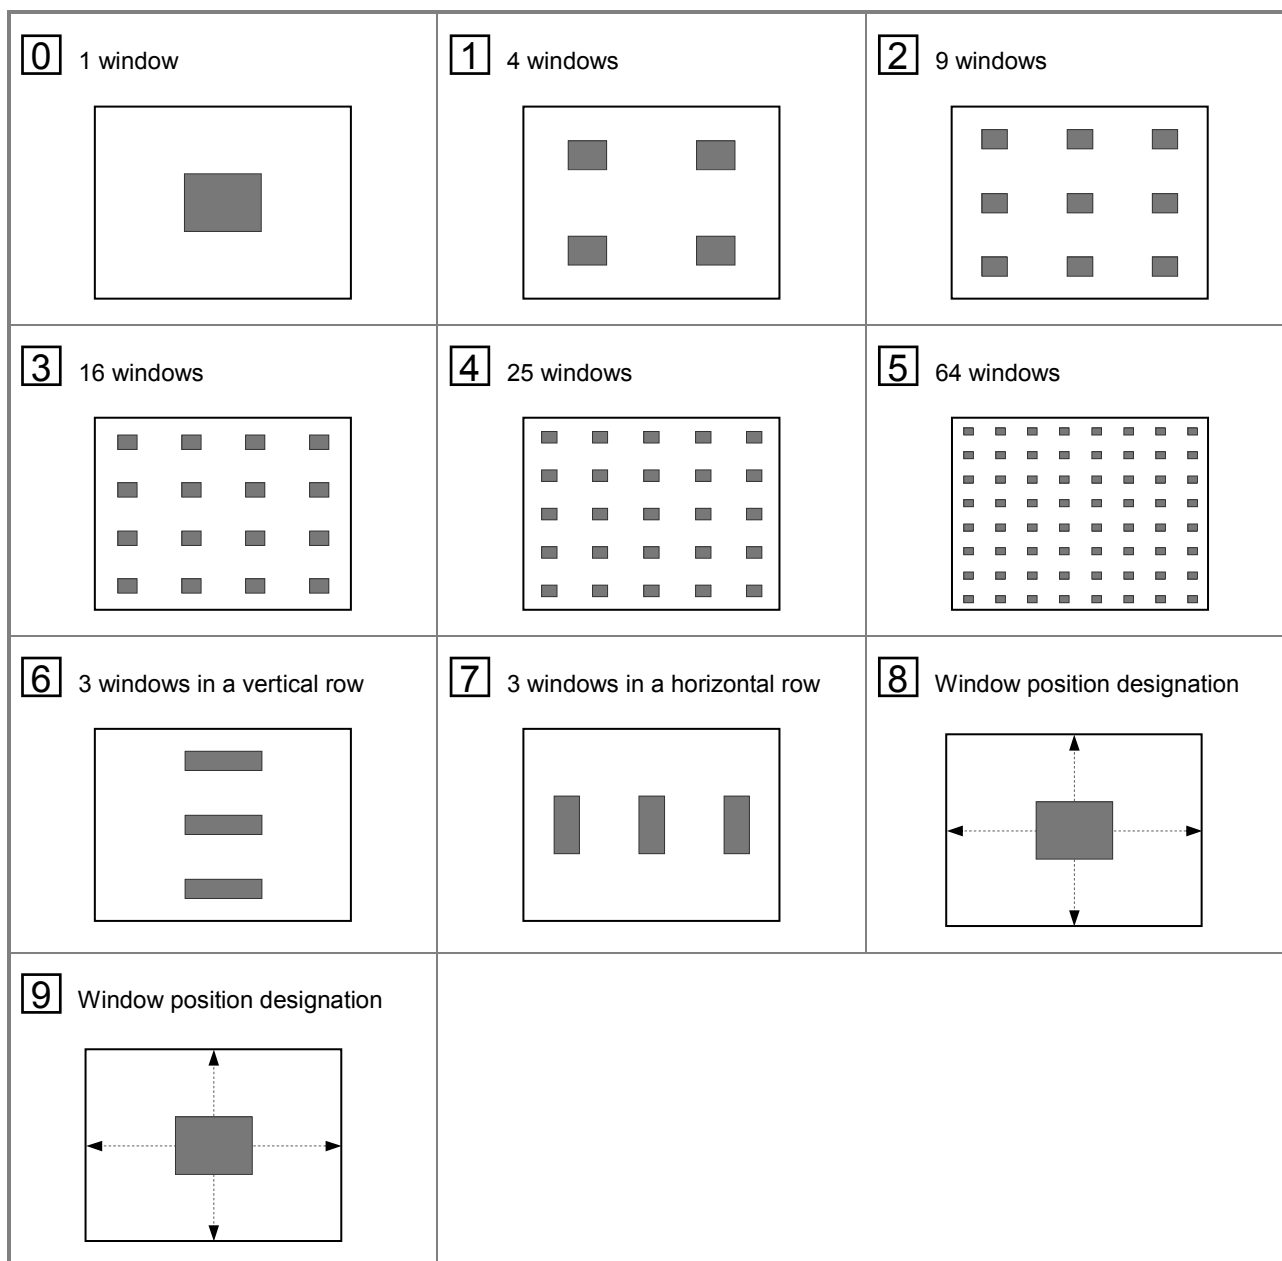 0 1 window
1 4 windows
2 9 windows
3 16 windows
4 25 windows
5 64 windows
6 3 windows in a vertical row
7 3 windows in a horizontal row
8 Window position designation
9 Window position designation